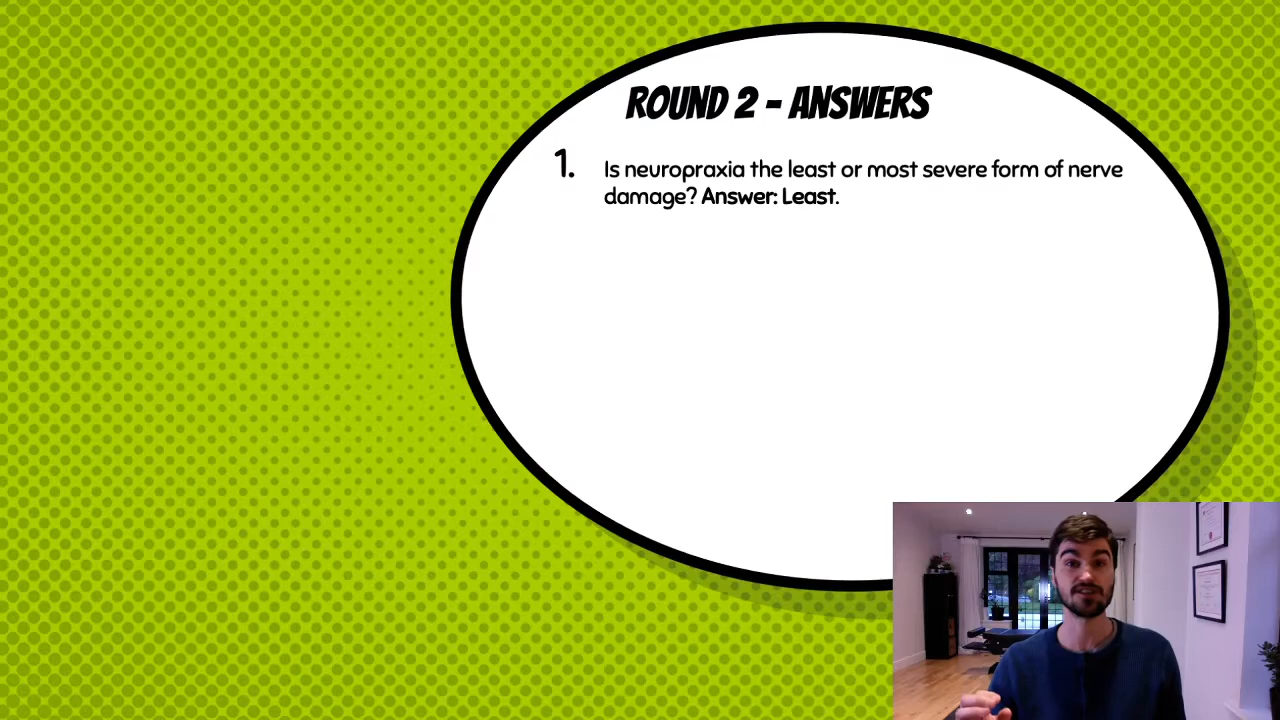 ROUND 2 - ANSWERS
1. Is neuropraxia the least or most severe form of nerve
damage? Answer: Least.